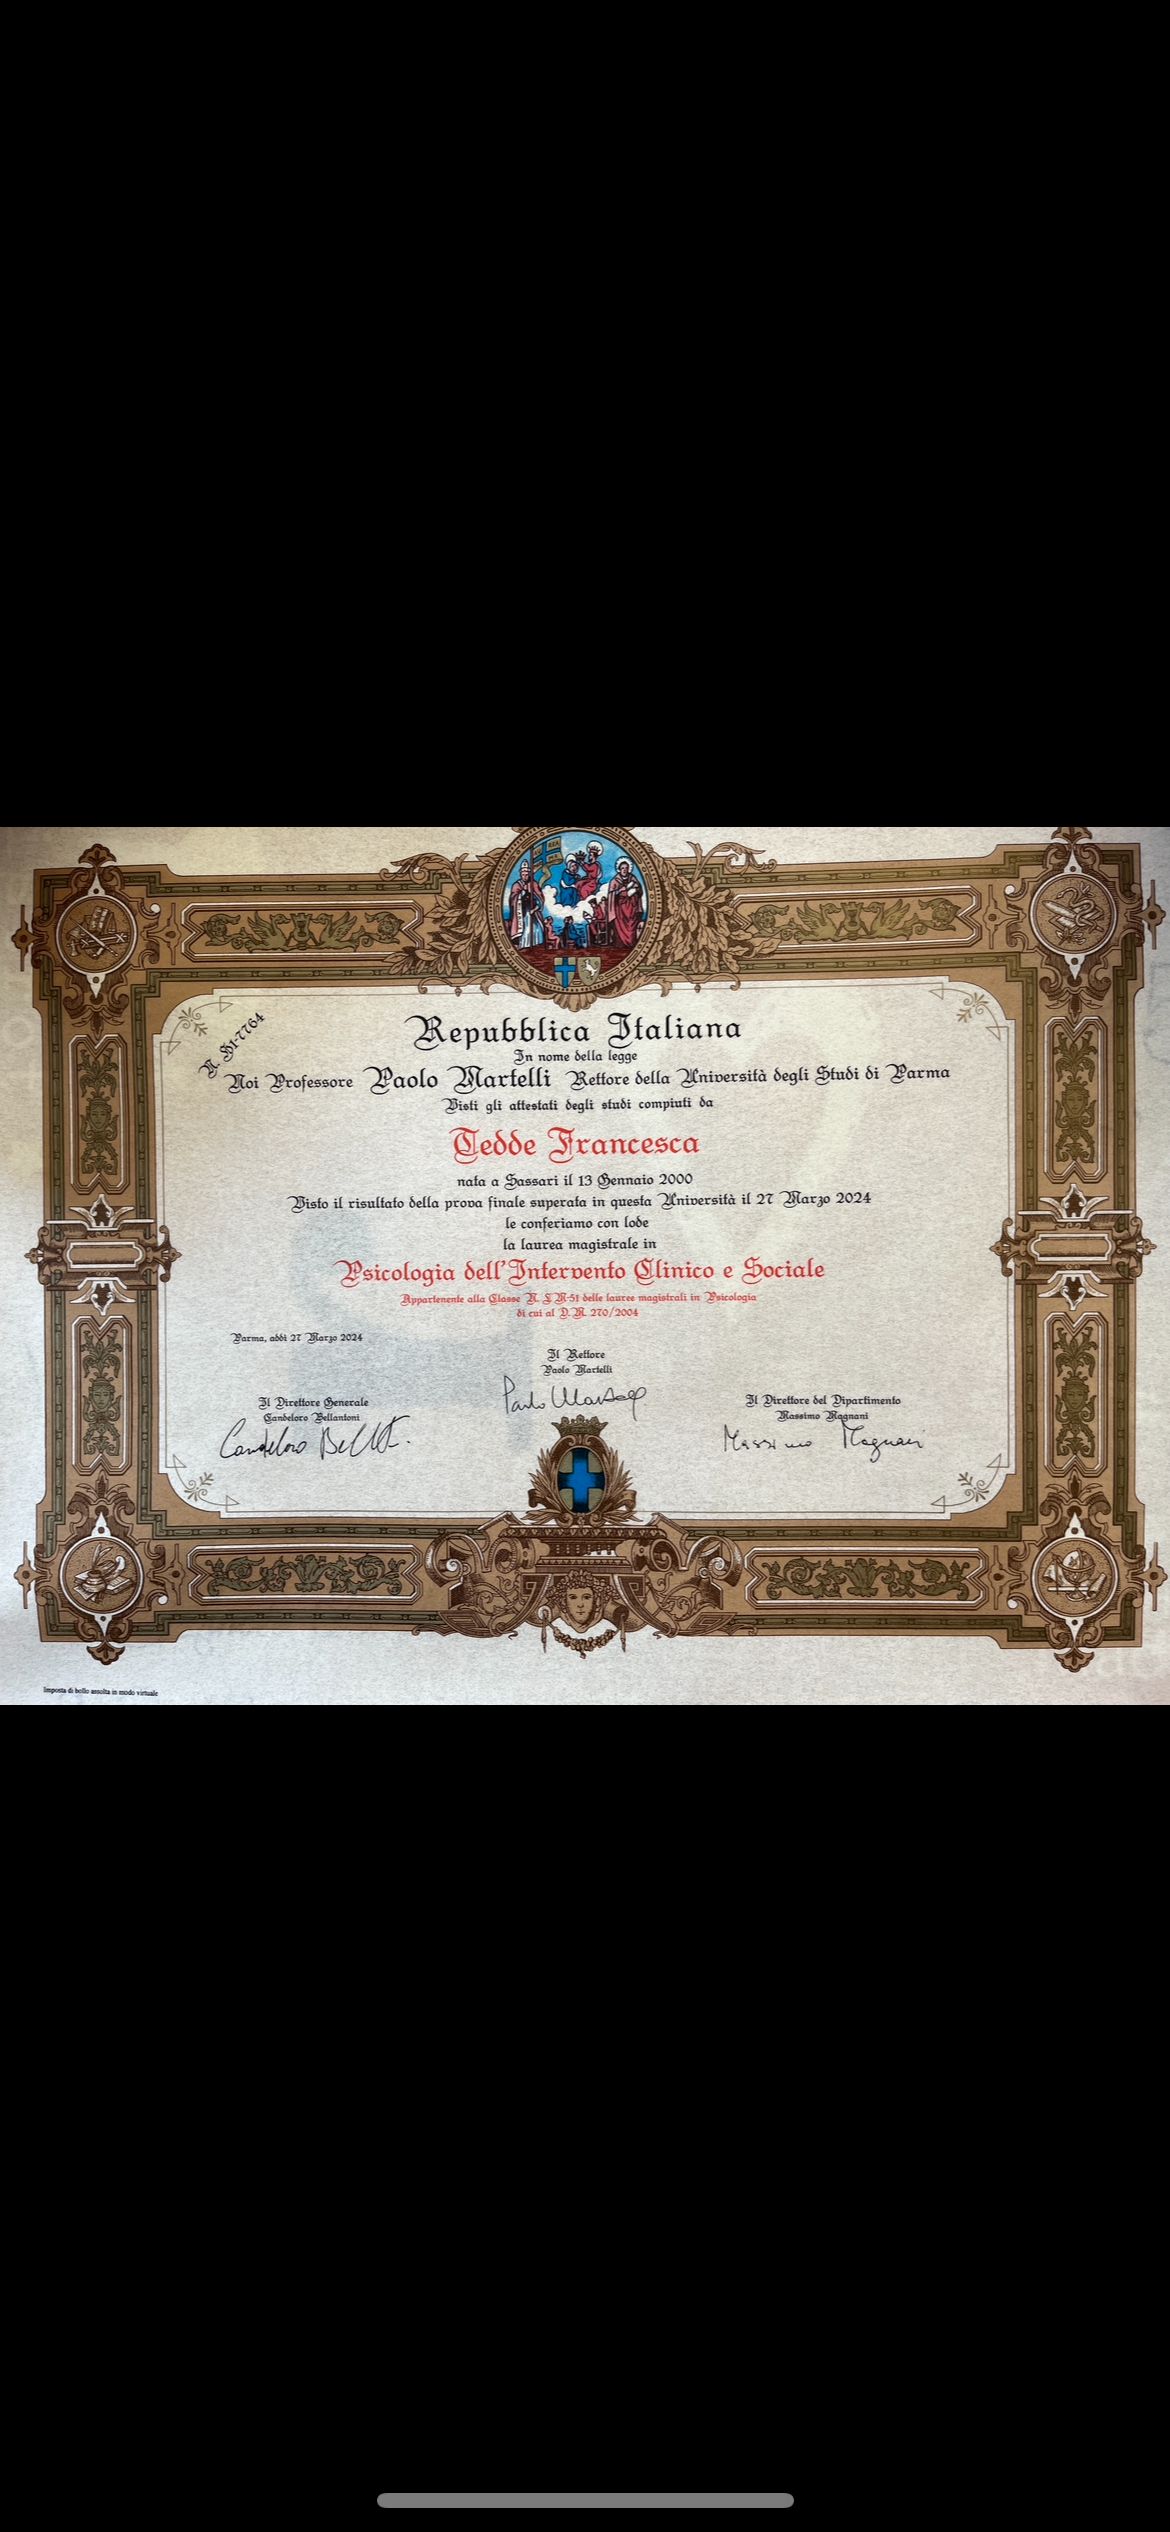 N. S1-7764
Repubblica Italiana
In nome della legge
Noi Professore Paolo Martelli Rettore della Università degli Studi di Parma
Visti gli attestati degli studi compiuti da
Tedde Francesca
nata a Sassari il 13 Gennaio 2000
Visto il risultato della prova finale superata in questa Università il 27 Marzo 2024
le conferiamo con lode
la laurea magistrale in
Psicologia dell'Intervento Clinico e Sociale
Appartenente alla Classe N. LM-51 delle lauree magistrali in Psicologia
di cui al D.M. 270/2004
Parma, addì 27 Marzo 2024
Il Rettore
Paolo Martelli
Il Direttore Generale
Candeloro Bellantoni
Il Direttore del Dipartimento
Massimo Magnani
Massimo Magnani
Imposta di bollo assolta in modo virtuale